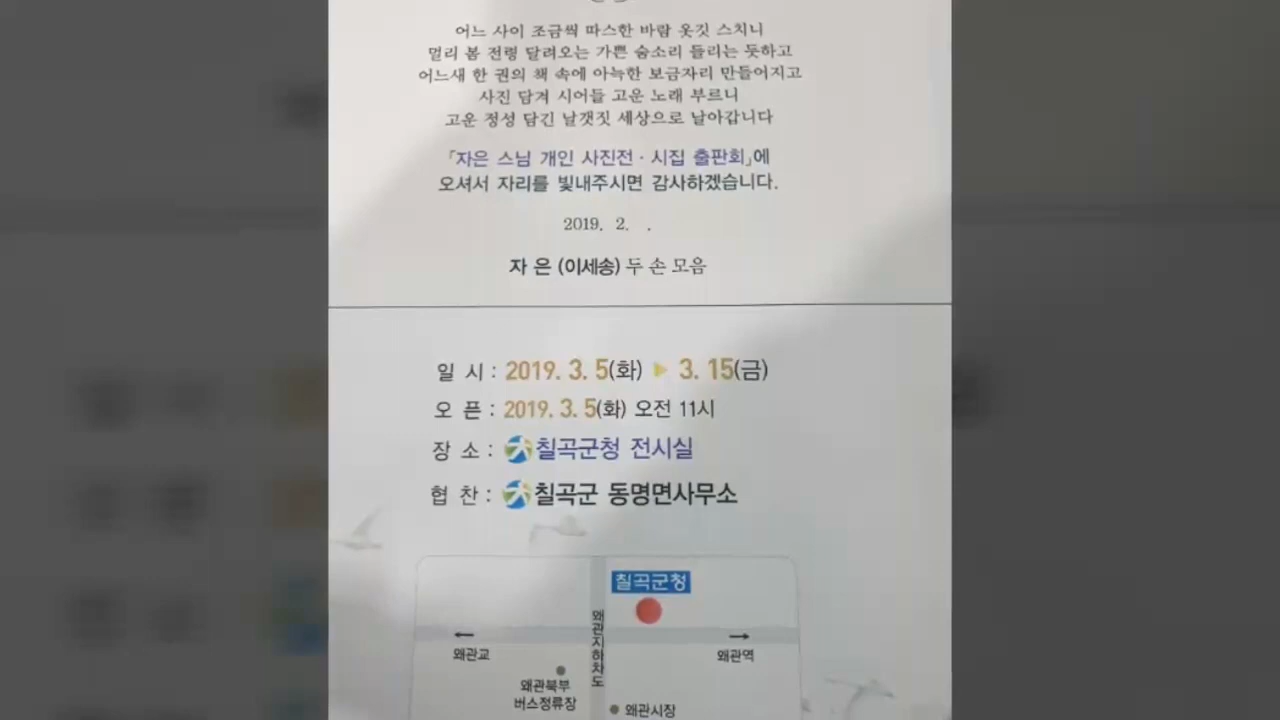 어느 사이 조금씩 따스한 바람 옷깃 스치니
멀리 봄 전령 달려오는 가쁜 숨소리 들리는 듯하고
어느새 한 권의 책 속에 아늑한 보금자리 만들어지고
사진 담겨 시어들 고운 노래 부르니
고운 정성 담긴 날갯짓 세상으로 날아갑니다
「자은 스님 개인 사진전 · 시집 출판회」에
오셔서 자리를 빛내주시면 감사하겠습니다.
2019. 2. .
자 은 (이세송) 두 손 모음
일 시 : 2019. 3. 5(화) ▶ 3. 15(금)
오 픈 : 2019. 3. 5(화) 오전 11시
장 소 : 칠곡군청 전시실
협 찬 : 칠곡군 동명면사무소
칠곡군청
왜관지하차도
← 왜관교
→ 왜관역
왜관북부
버스정류장
왜관시장